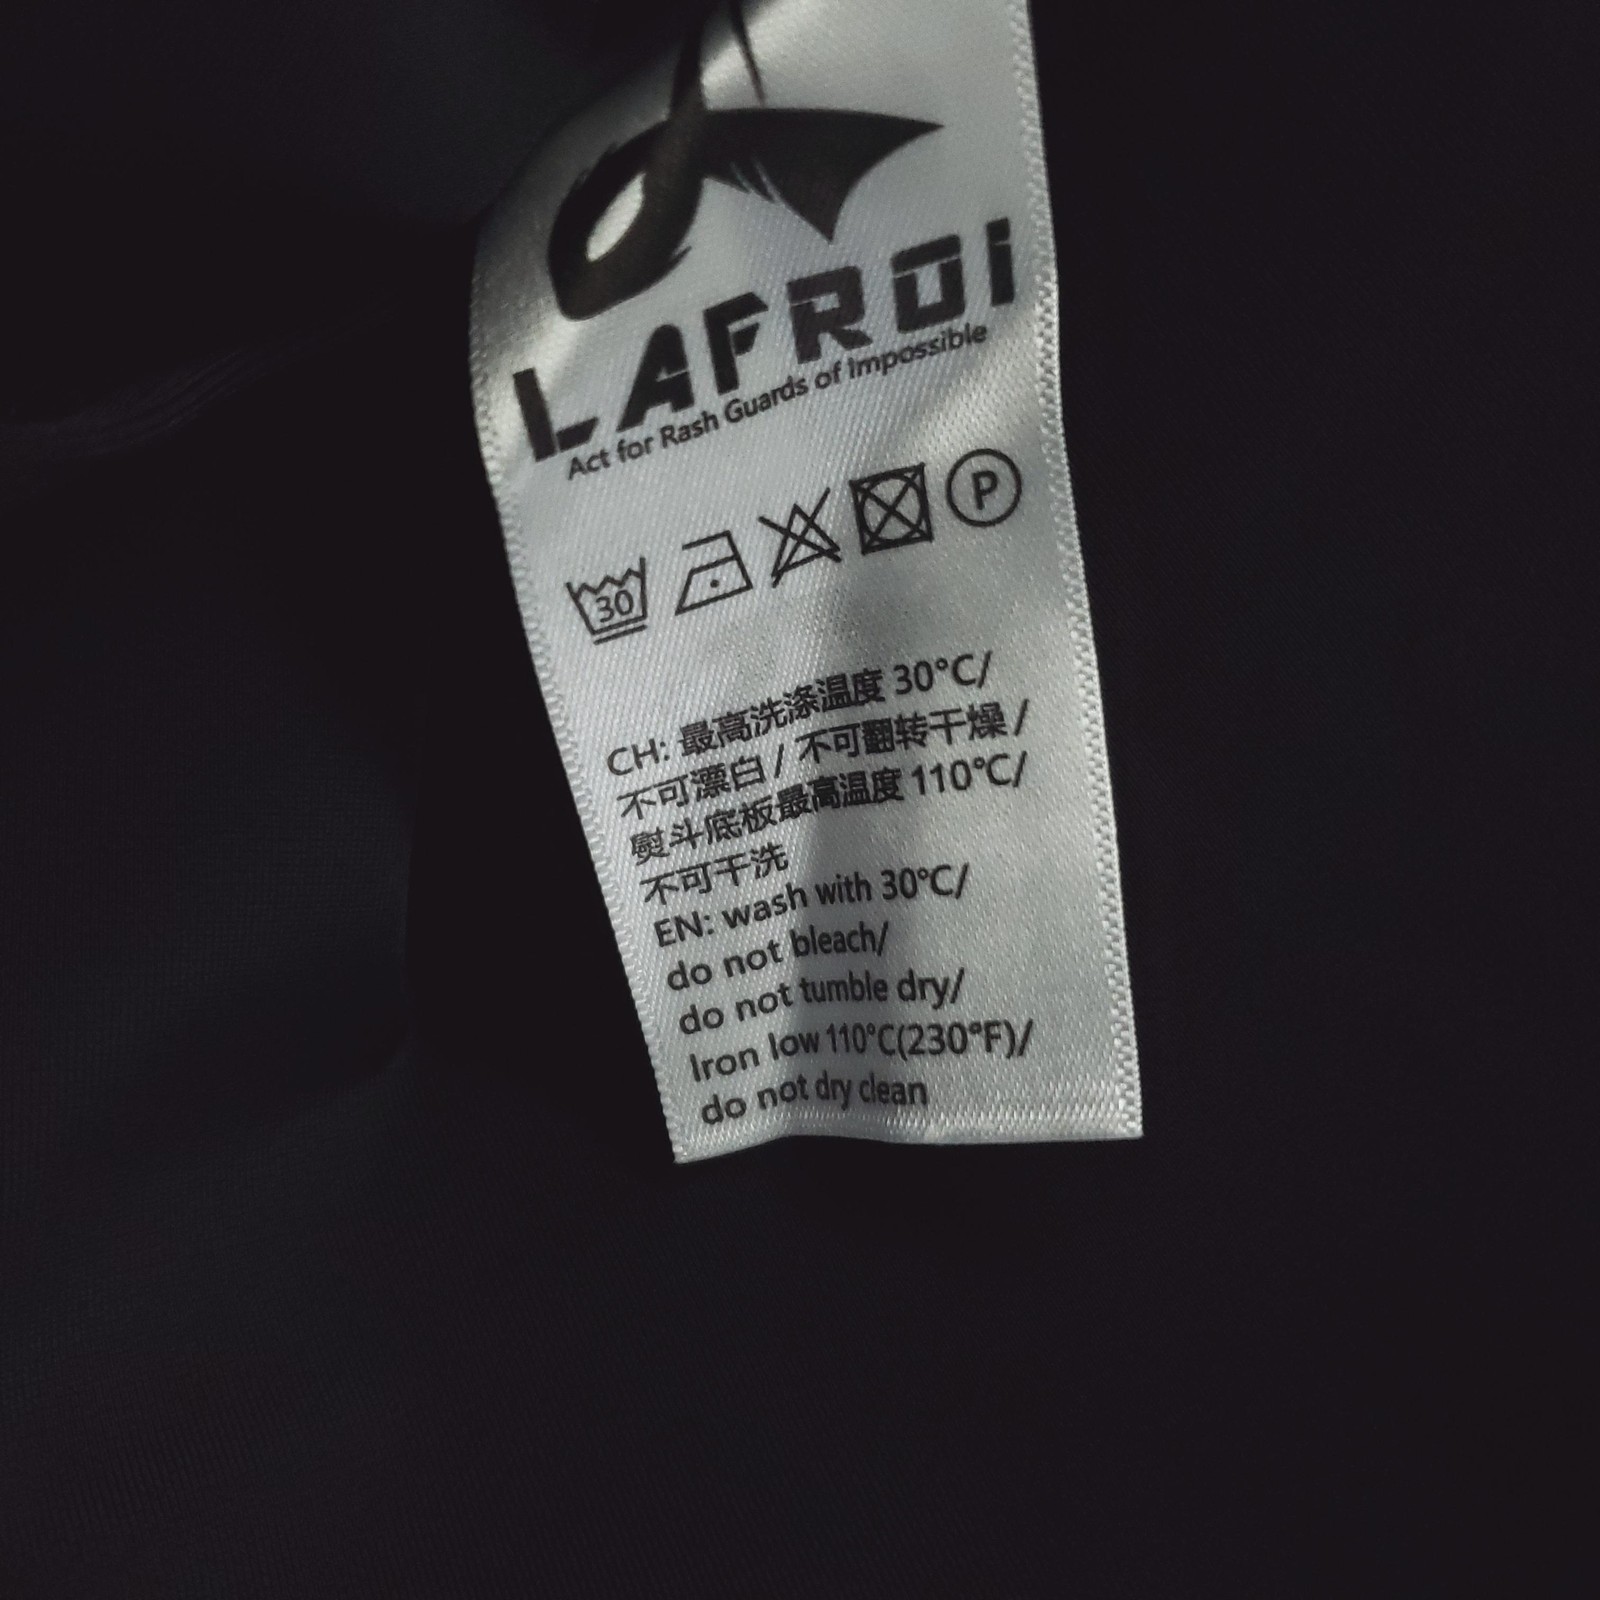 LAFROI
Act for Rash Guards of Impossible
30 P
CH: 最高洗涤温度 30°C/
不可漂白 / 不可翻转干燥 /
熨斗底板最高温度 110°C/
不可干洗
EN: wash with 30°C/
do not bleach/
do not tumble dry/
Iron low 110°C(230°F)/
do not dry clean